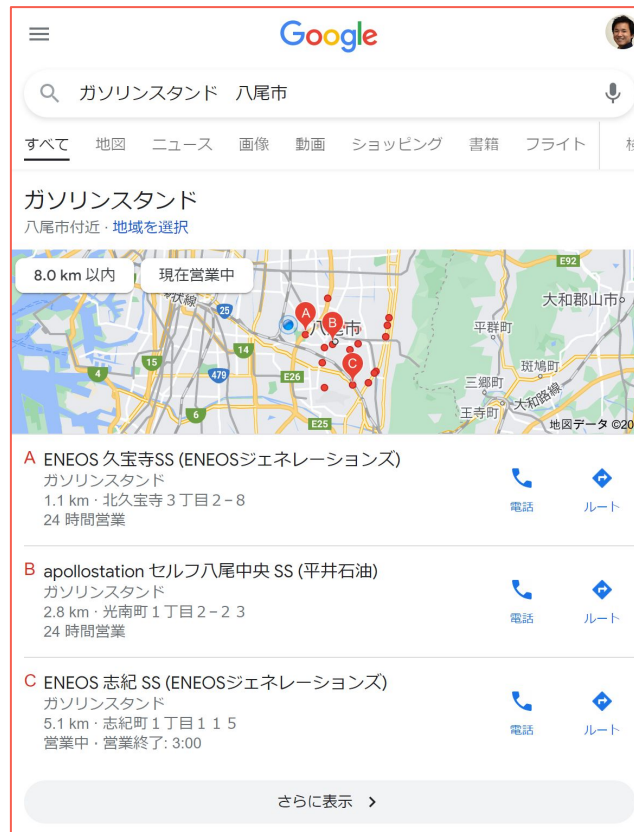 Google
ガソリンスタンド 八尾市
すべて 地図 ニュース 画像 動画 ショッピング 書籍 フライト
ガソリンスタンド
八尾市付近・地域を選択
8.0 km 以内 現在営業中
E92
大和郡山市
25
A
B
八尾市
平群町
14
斑鳩町
15
4
479
E26
C
三郷町
大和路線
6
王寺町
E25
地図データ ©20
A ENEOS 久宝寺SS (ENEOSジェネレーションズ)
ガソリンスタンド
1.1 km・北久宝寺3丁目2−8
24 時間営業
電話 ルート
B apollostation セルフ八尾中央 SS (平井石油)
ガソリンスタンド
2.8 km・光南町1丁目2−23
24 時間営業
電話 ルート
C ENEOS 志紀 SS (ENEOSジェネレーションズ)
ガソリンスタンド
5.1 km・志紀町1丁目115
営業中・営業終了: 3:00
電話 ルート
さらに表示